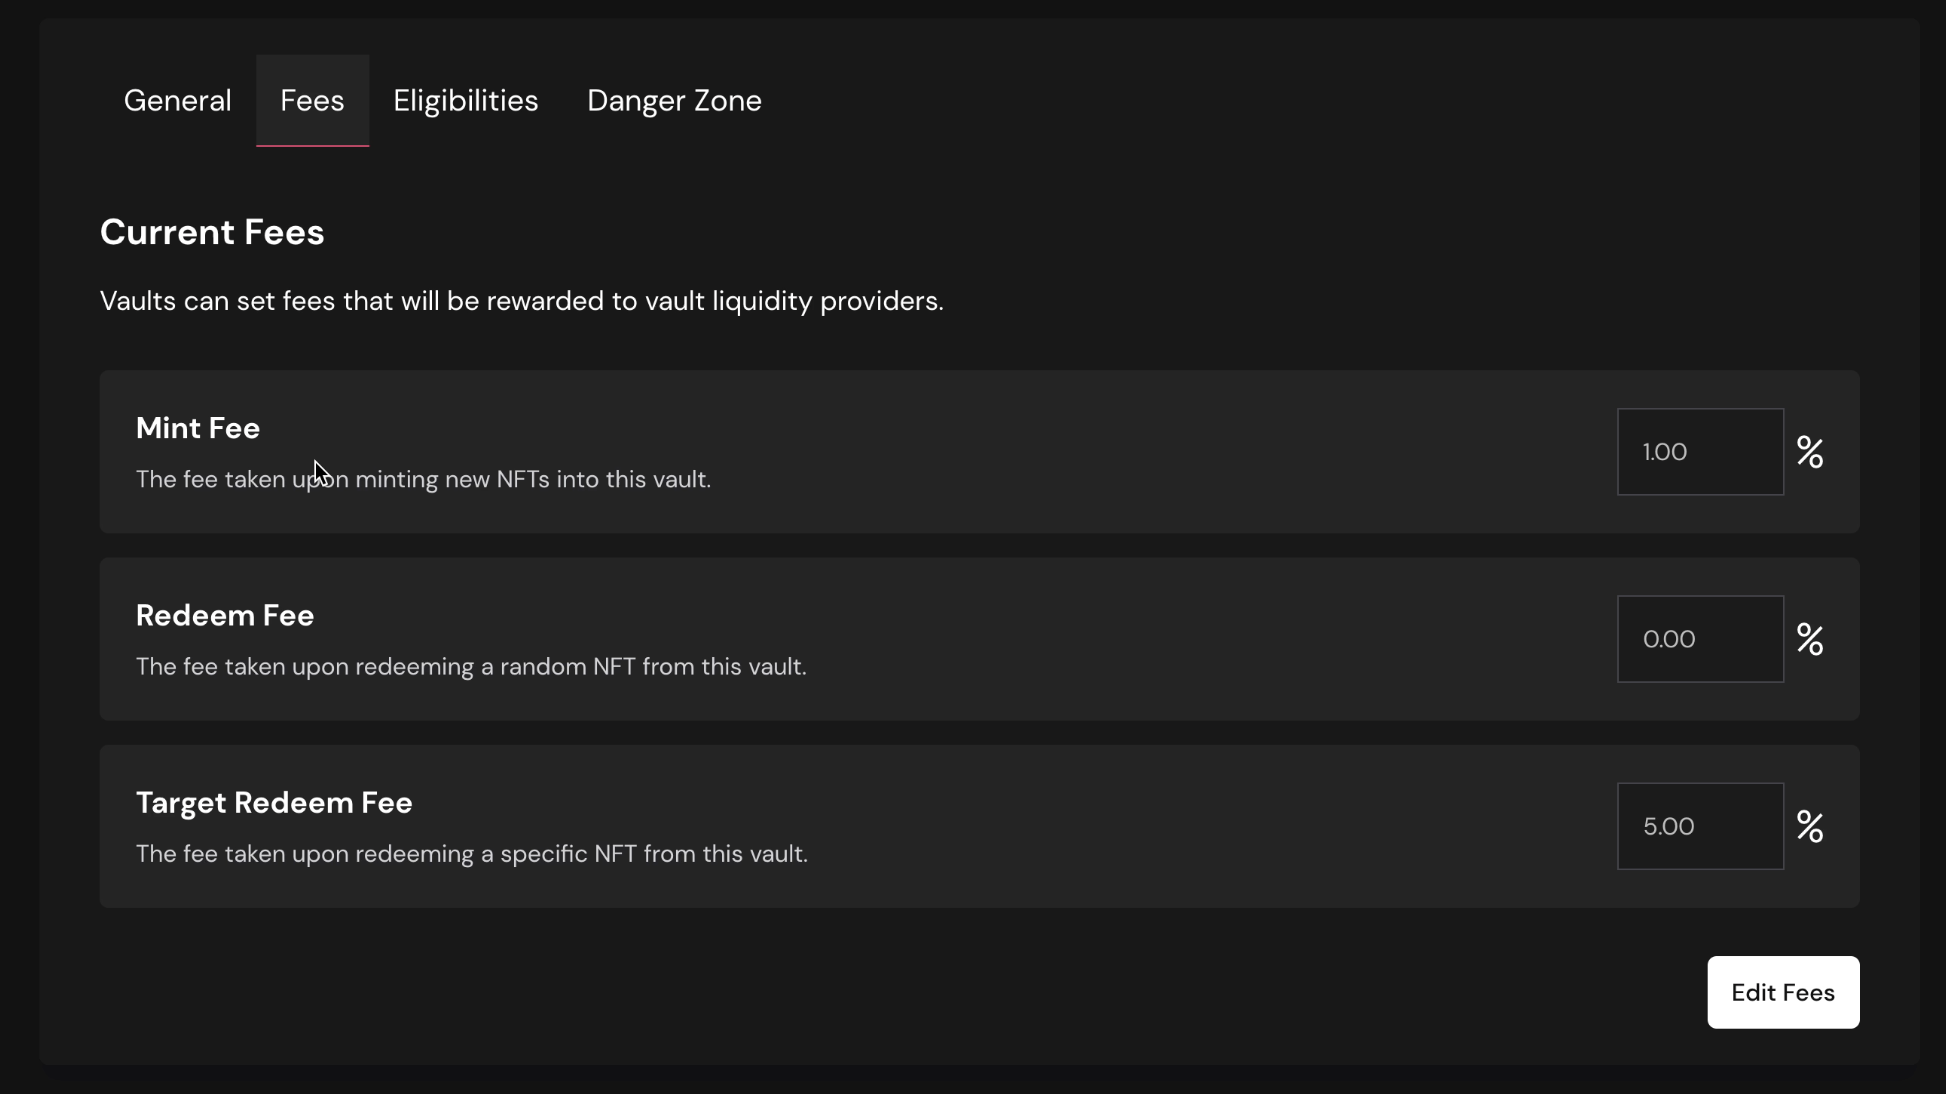 General Fees Eligibilities Danger Zone
Current Fees
Vaults can set fees that will be rewarded to vault liquidity providers.
Mint Fee
The fee taken upon minting new NFTs into this vault.
1.00 %
Redeem Fee
The fee taken upon redeeming a random NFT from this vault.
0.00 %
Target Redeem Fee
The fee taken upon redeeming a specific NFT from this vault.
5.00 %
Edit Fees